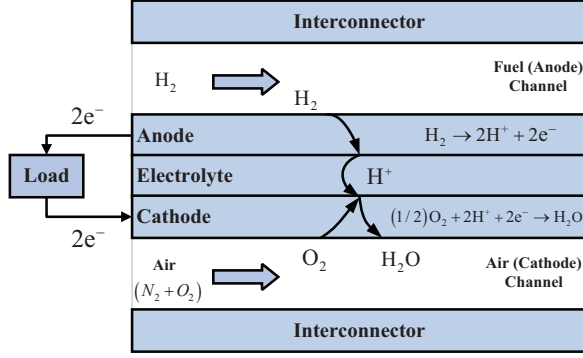 Interconnector
Fuel (Anode)
Channel
H₂
H₂
2e⁻
Anode
H₂ → 2H⁺ + 2e⁻
Load
Electrolyte
H⁺
Cathode
(1/2)O₂ + 2H⁺ + 2e⁻ → H₂O
2e⁻
O₂
H₂O
Air
(N₂ + O₂)
Air (Cathode)
Channel
Interconnector